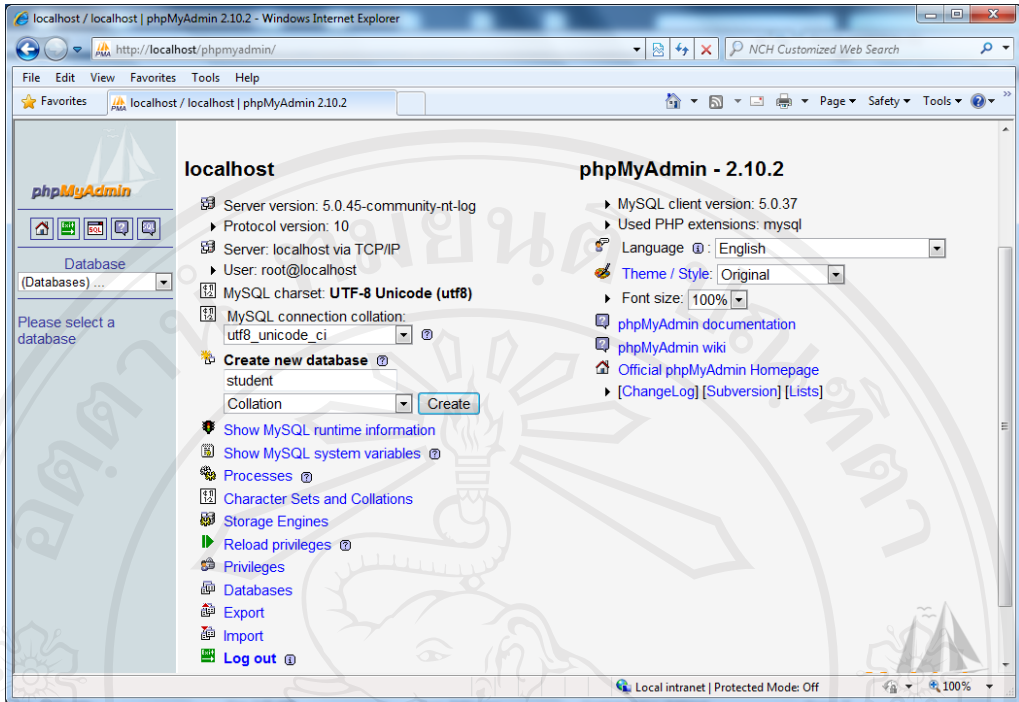 localhost / localhost | phpMyAdmin 2.10.2 - Windows Internet Explorer
http://localhost/phpmyadmin/
NCH Customized Web Search
File Edit View Favorites Tools Help
Favorites
localhost / localhost | phpMyAdmin 2.10.2
Page Safety Tools
phpMyAdmin
SQL
Database
(Databases) ...
Please select a
database
localhost
Server version: 5.0.45-community-nt-log
Protocol version: 10
Server: localhost via TCP/IP
User: root@localhost
MySQL charset: UTF-8 Unicode (utf8)
MySQL connection collation:
utf8_unicode_ci
Create new database
student
Collation
Create
Show MySQL runtime information
Show MySQL system variables
Processes
Character Sets and Collations
Storage Engines
Reload privileges
Privileges
Databases
Export
Import
Log out
phpMyAdmin - 2.10.2
MySQL client version: 5.0.37
Used PHP extensions: mysql
Language : English
Theme / Style: Original
Font size: 100%
phpMyAdmin documentation
phpMyAdmin wiki
Official phpMyAdmin Homepage
[ChangeLog] [Subversion] [Lists]
Local intranet | Protected Mode: Off
100%